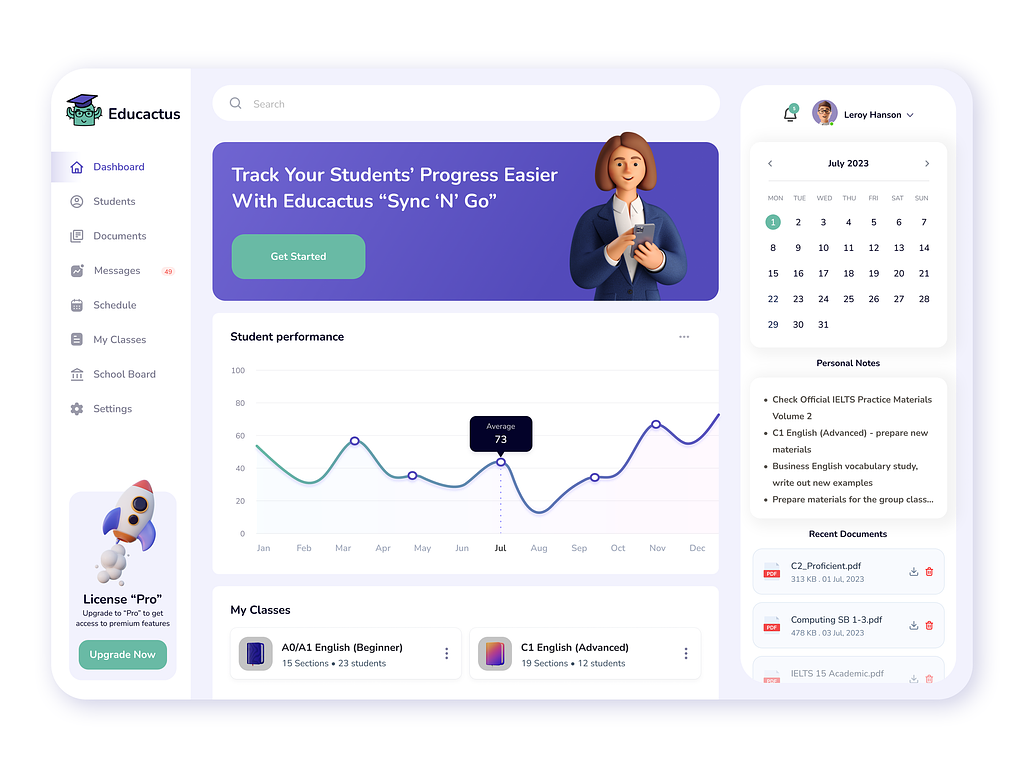 Educactus
Dashboard
Students
Documents
Messages 49
Schedule
My Classes
School Board
Settings
License “Pro”
Upgrade to “Pro” to get
access to premium features
Upgrade Now
Search
Track Your Students’ Progress Easier
With Educactus “Sync ‘N’ Go”
Get Started
Student performance
100
80
60
40
20
0
Average
73
Jan Feb Mar Apr May Jun Jul Aug Sep Oct Nov Dec
My Classes
A0/A1 English (Beginner)
15 Sections • 23 students
C1 English (Advanced)
19 Sections • 12 students
Leroy Hanson
July 2023
MON TUE WED THU FRI SAT SUN
1 2 3 4 5 6 7
8 9 10 11 12 13 14
15 16 17 18 19 20 21
22 23 24 25 26 27 28
29 30 31
Personal Notes
• Check Official IELTS Practice Materials
Volume 2
• C1 English (Advanced) - prepare new
materials
• Business English vocabulary study,
write out new examples
• Prepare materials for the group class...
Recent Documents
PDF
C2_Proficient.pdf
313 KB . 01 Jul, 2023
PDF
Computing SB 1-3.pdf
478 KB . 03 Jul, 2023
PDF
IELTS 15 Academic.pdf